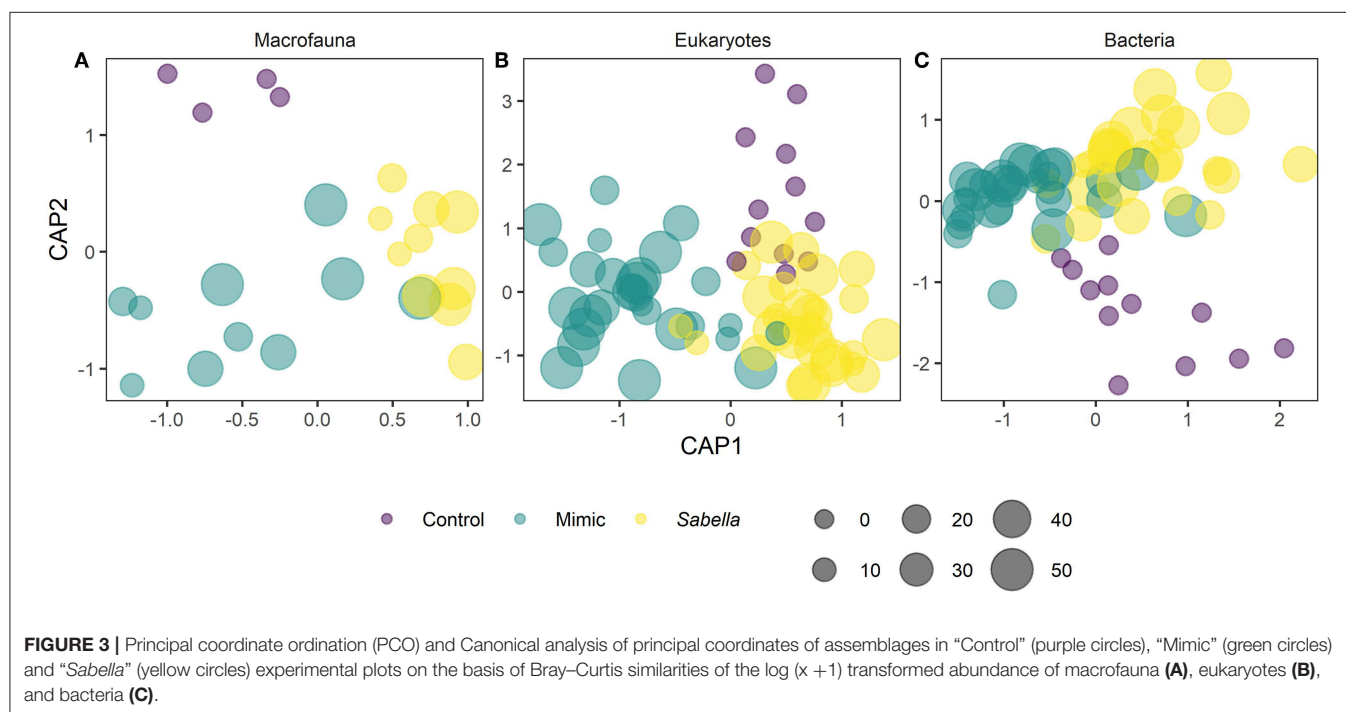 A Macrofauna B Eukaryotes C Bacteria
CAP2
1
0
-1
-1.0 -0.5 0.0 0.5 1.0
3
2
1
0
-1
-1 0 1
1
0
-1
-2
-1 0 1 2
CAP1
Control Mimic Sabella
0 20 40
10 30 50
FIGURE 3 | Principal coordinate ordination (PCO) and Canonical analysis of principal coordinates of assemblages in “Control” (purple circles), “Mimic” (green circles)
and “Sabella” (yellow circles) experimental plots on the basis of Bray–Curtis similarities of the log (x +1) transformed abundance of macrofauna (A), eukaryotes (B),
and bacteria (C).